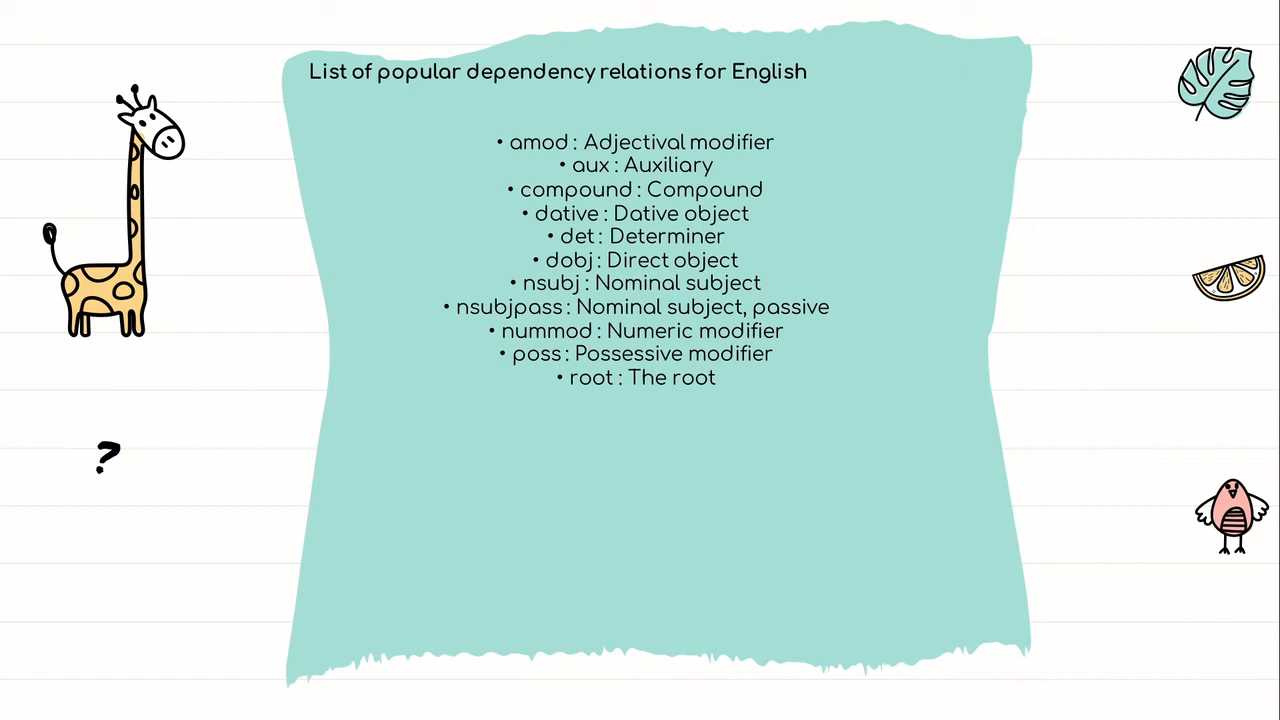 List of popular dependency relations for English
• amod : Adjectival modifier
• aux : Auxiliary
• compound : Compound
• dative : Dative object
• det : Determiner
• dobj : Direct object
• nsubj : Nominal subject
• nsubjpass : Nominal subject, passive
• nummod : Numeric modifier
• poss : Possessive modifier
• root : The root
?